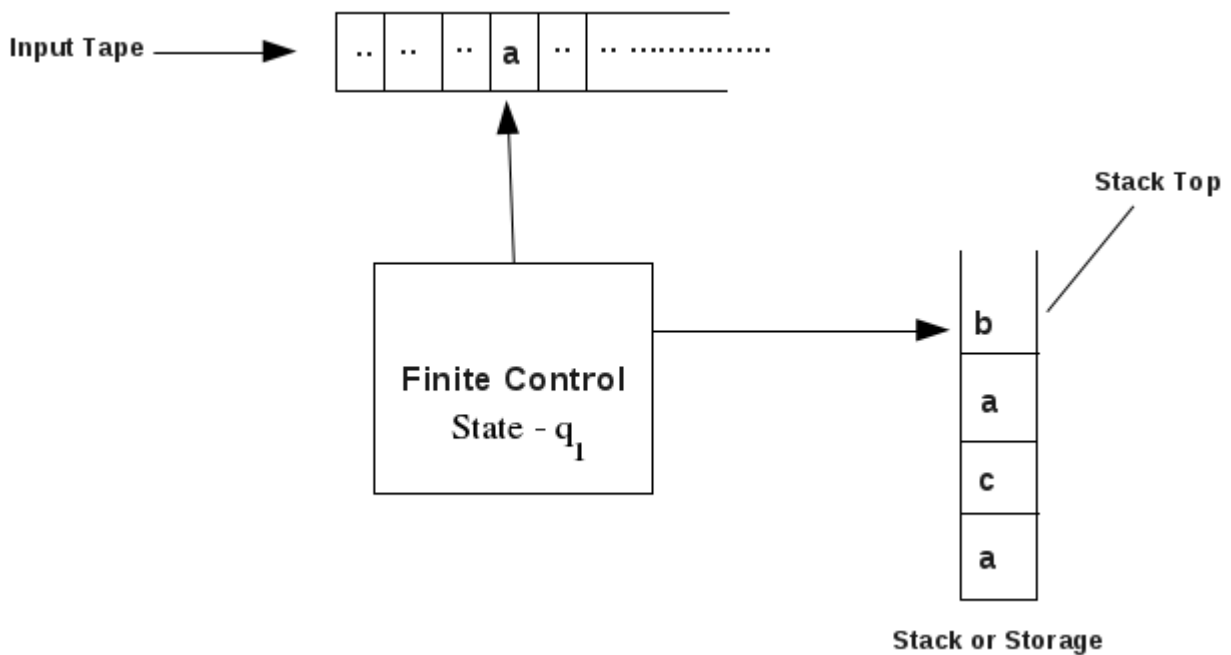 Input Tape
.. .. .. a .. .. ..............
Stack Top
Finite Control
State - q1
b
a
c
a
Stack or Storage